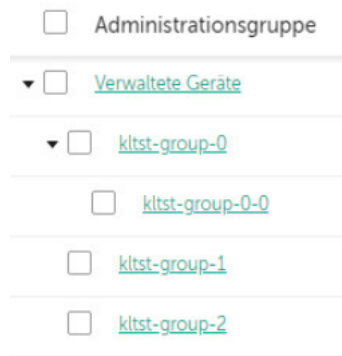 Administrationsgruppe
Verwaltete Geräte
kltst-group-0
kltst-group-0-0
kltst-group-1
kltst-group-2